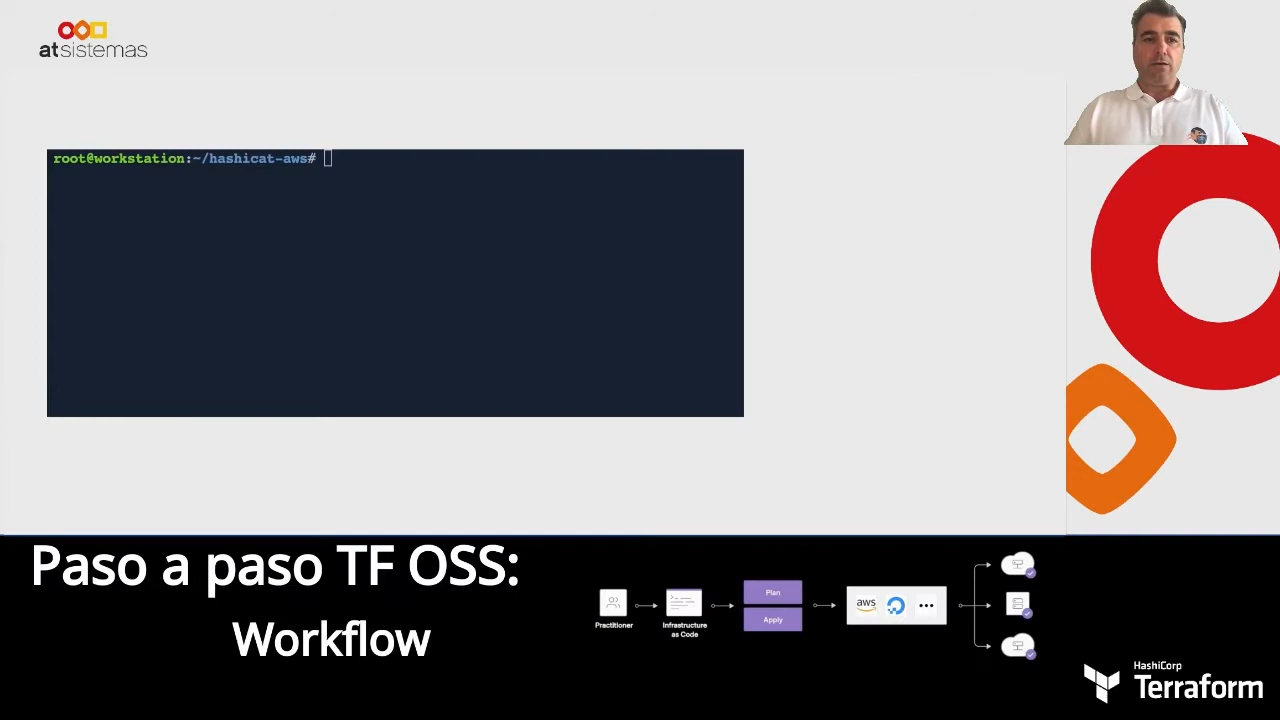 atsistemas
root@workstation:~/hashicat-aws#
Paso a paso TF OSS:
Workflow
Practitioner
Infrastructure
as Code
Plan
Apply
aws
HashiCorp
Terraform